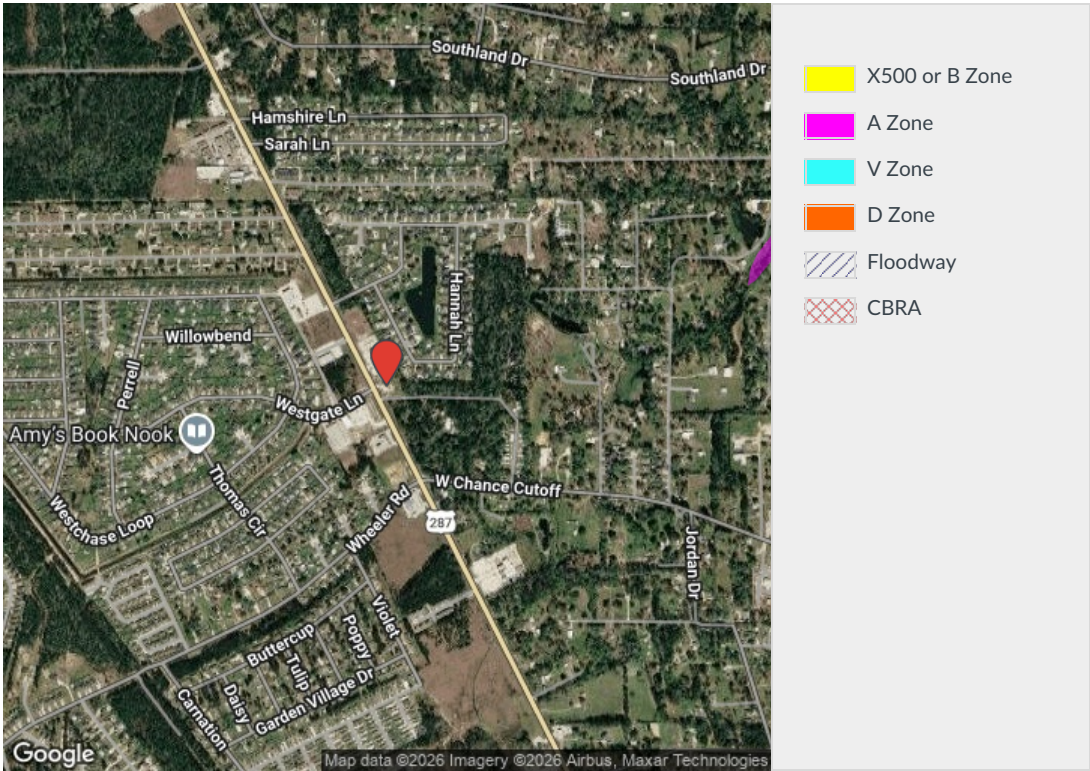 Southland Dr
Southland Dr
Hamshire Ln
Sarah Ln
Hannah Ln
Willowbend
Perrell
Westgate Ln
Amy's Book Nook
Thomas Cir
W Chance Cutoff
Westchase Loop
Wheeler Rd
287
Jordan Dr
Violet
Poppy
Buttercup
Tulip
Daisy
Garden Village Dr
Carnation
Google
Map data ©2026 Imagery ©2026 Airbus, Maxar Technologies
X500 or B Zone
A Zone
V Zone
D Zone
Floodway
CBRA